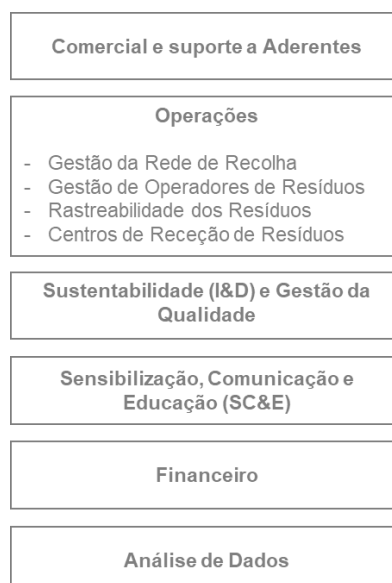 Comercial e suporte a Aderentes
Operações
- Gestão da Rede de Recolha
- Gestão de Operadores de Resíduos
- Rastreabilidade dos Resíduos
- Centros de Receção de Resíduos
Sustentabilidade (I&D) e Gestão da
Qualidade
Sensibilização, Comunicação e
Educação (SC&E)
Financeiro
Análise de Dados